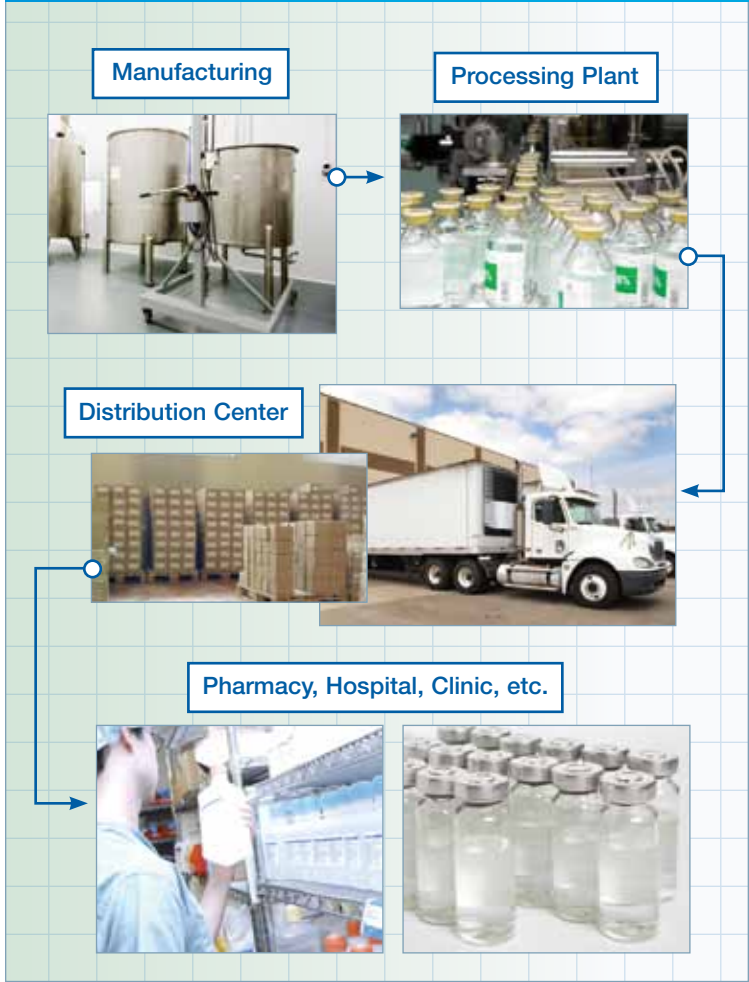 Manufacturing
Processing Plant
Distribution Center
Pharmacy, Hospital, Clinic, etc.